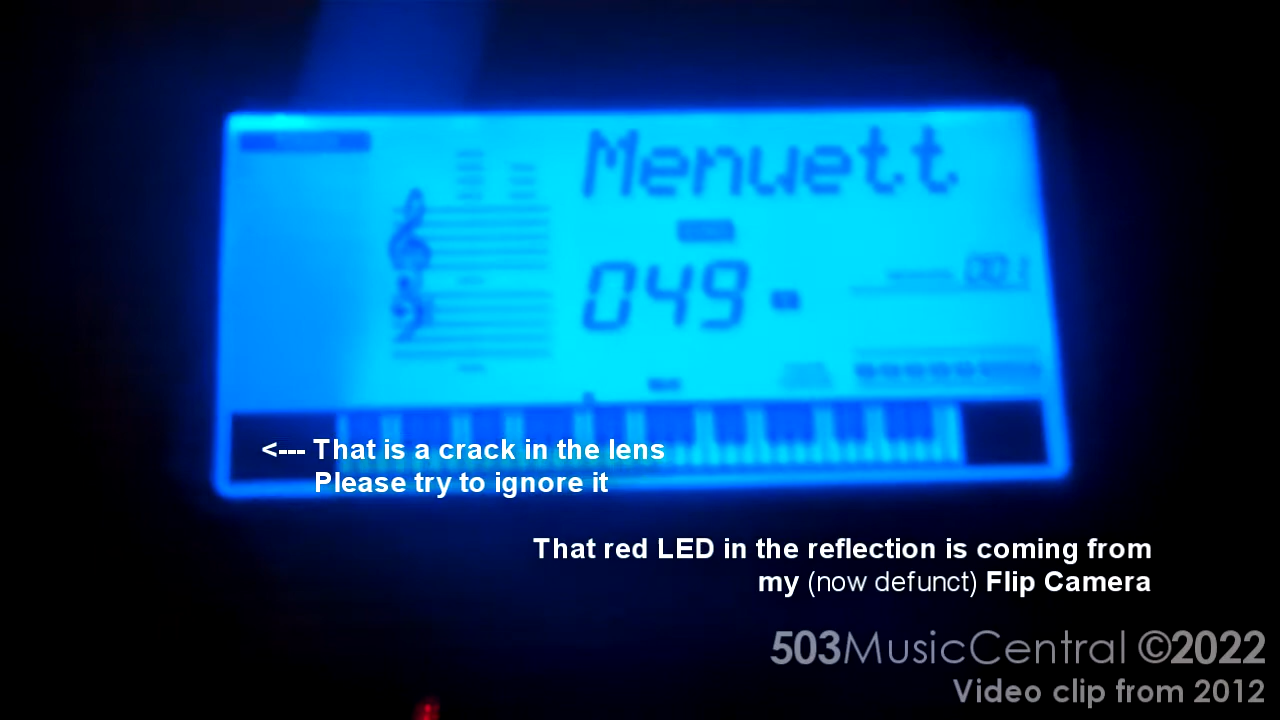 Menuett
049
001
<--- That is a crack in the lens
Please try to ignore it
That red LED in the reflection is coming from
my (now defunct) Flip Camera
503MusicCentral ©2022
Video clip from 2012